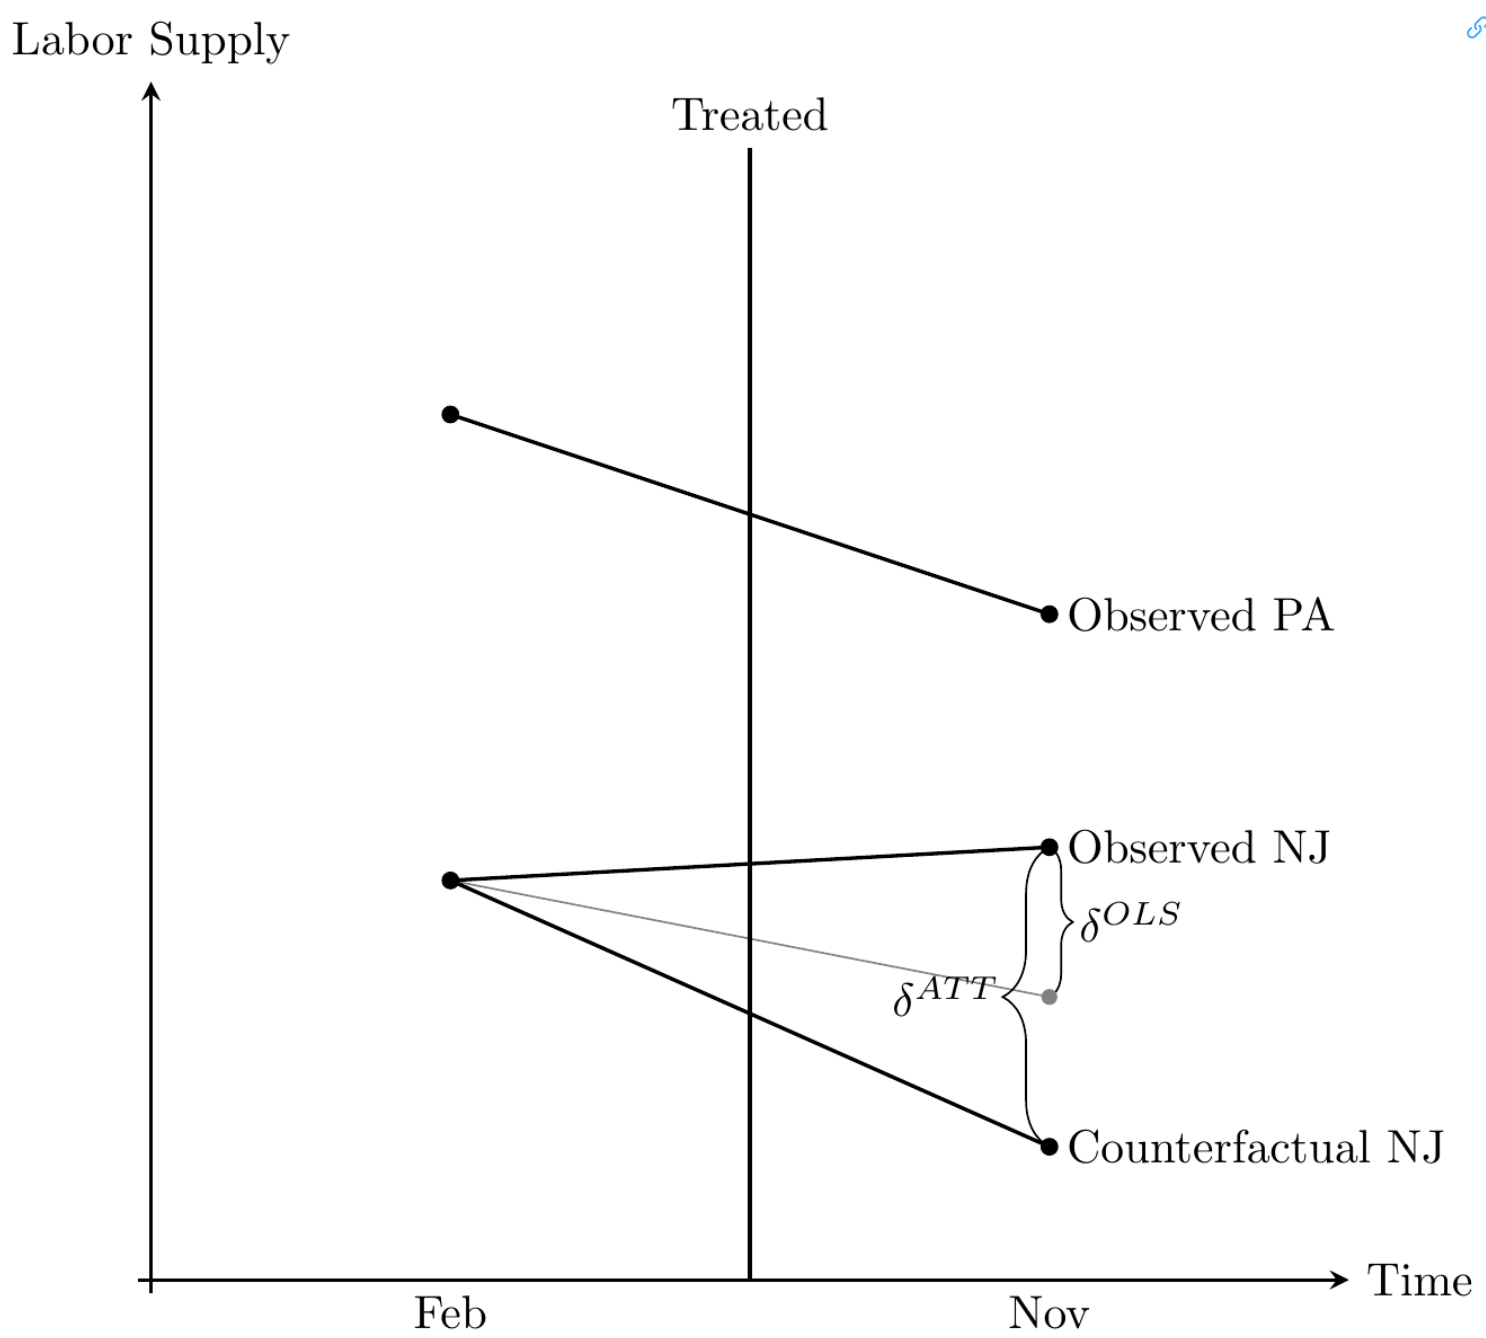 Labor Supply
Treated
Observed PA
Observed NJ
δ^{OLS}
δ^{ATT}
Counterfactual NJ
Time
Feb
Nov